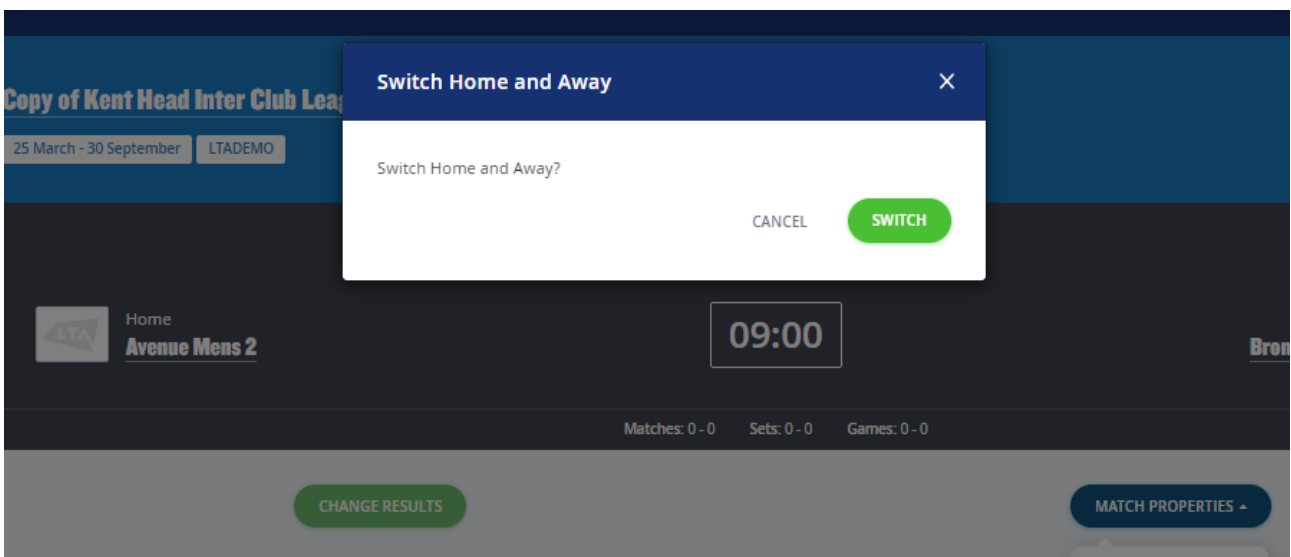 Switch Home and Away
Copy of Kent Head Inter Club
25 March - 30 September LTADEMO
Switch Home and Away?
CANCEL SWITCH
LTA
Home
Avenue Mens 2
09:00
Matches: 0 - 0 Sets: 0 - 0 Games: 0 - 0
CHANGE RESULTS MATCH PROPERTIES